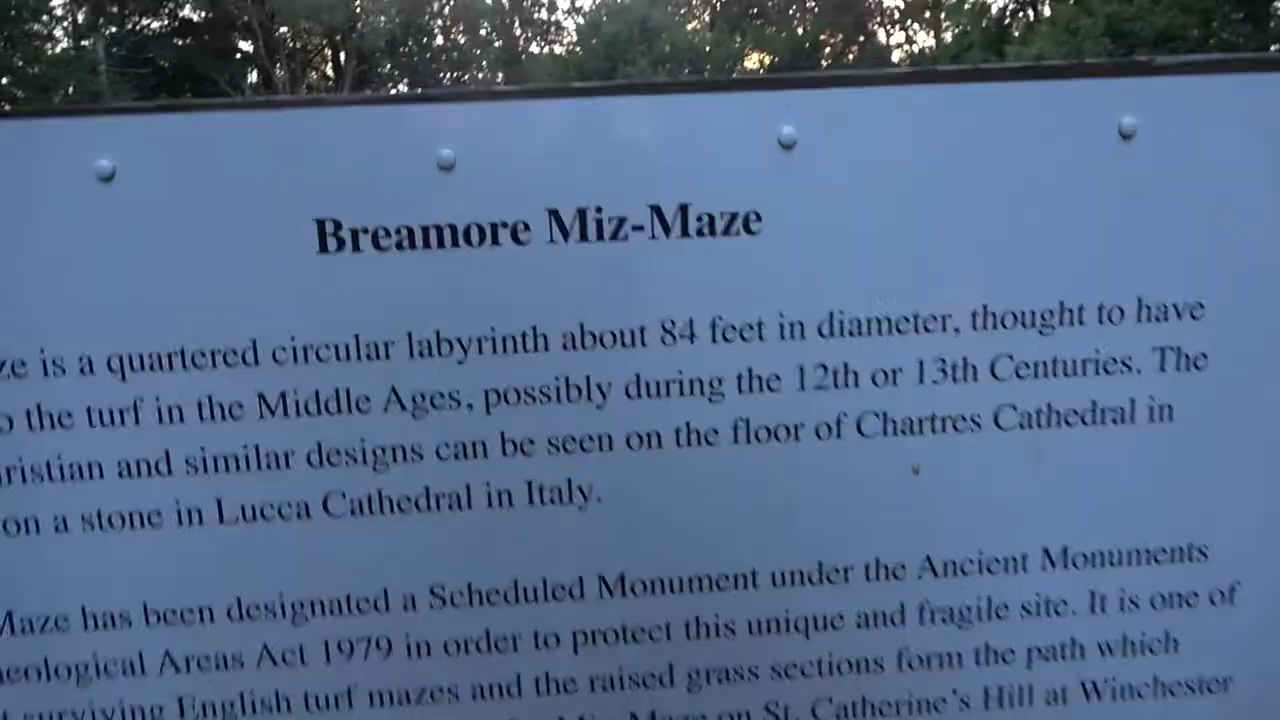 Breamore Miz-Maze
ze is a quartered circular labyrinth about 84 feet in diameter, thought to have
o the turf in the Middle Ages, possibly during the 12th or 13th Centuries. The
ristian and similar designs can be seen on the floor of Chartres Cathedral in
on a stone in Lucca Cathedral in Italy.
Maze has been designated a Scheduled Monument under the Ancient Monuments
eological Areas Act 1979 in order to protect this unique and fragile site. It is one of
surviving English turf mazes and the raised grass sections form the path which
Maze on St. Catherine's Hill at Winchester